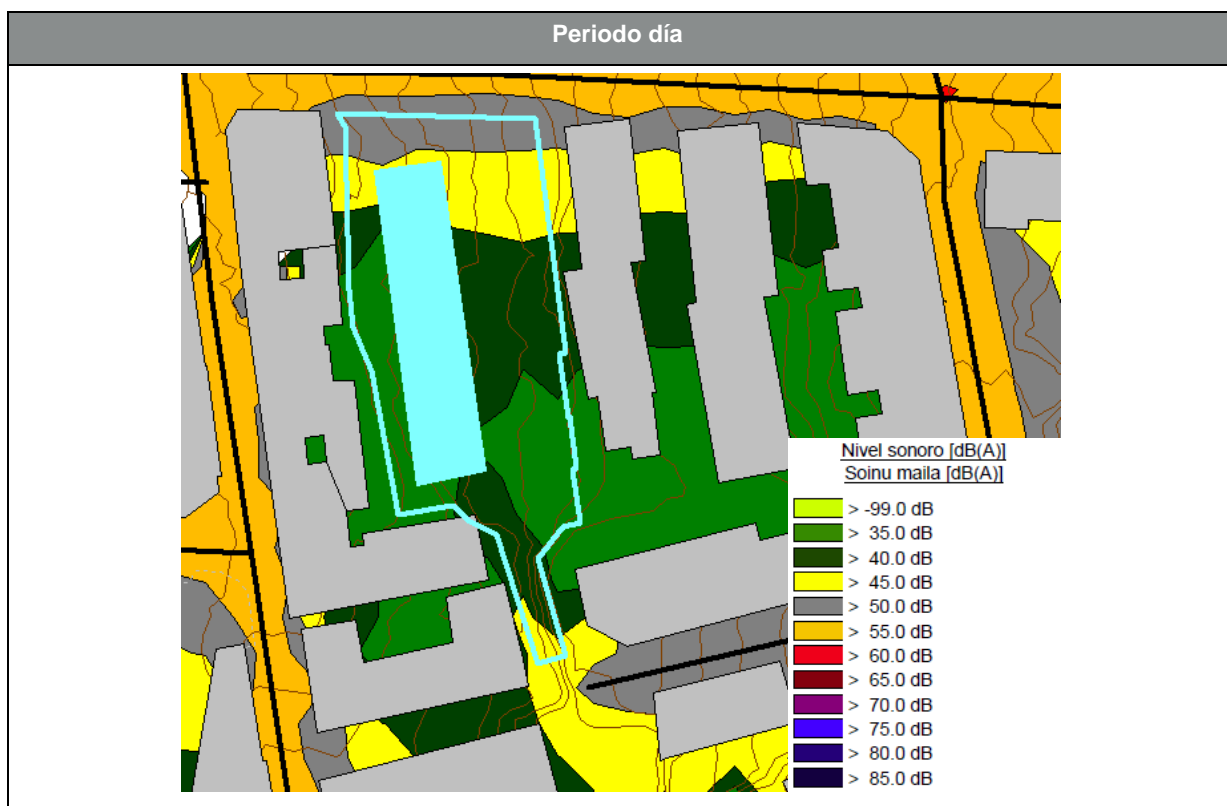 Periodo día
Nivel sonoro [dB(A)]
Soinu maila [dB(A)]
> -99.0 dB
> 35.0 dB
> 40.0 dB
> 45.0 dB
> 50.0 dB
> 55.0 dB
> 60.0 dB
> 65.0 dB
> 70.0 dB
> 75.0 dB
> 80.0 dB
> 85.0 dB